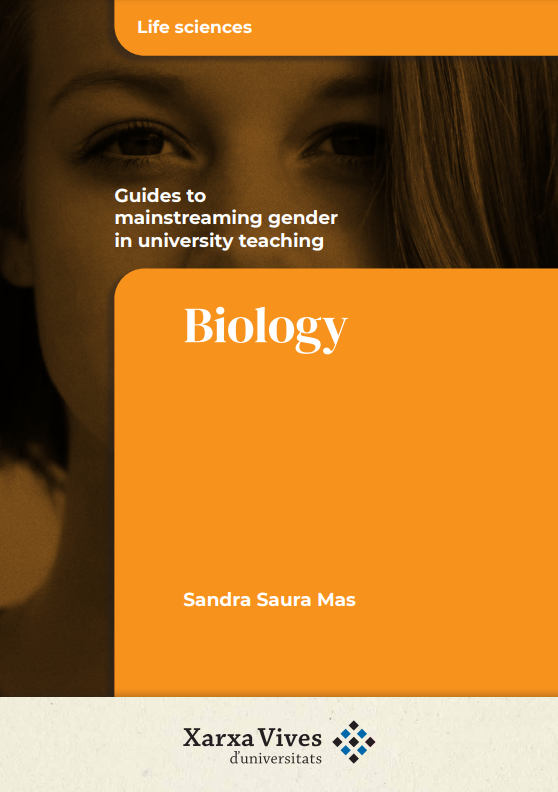 Life sciences
Guides to
mainstreaming gender
in university teaching
Biology
Sandra Saura Mas
Xarxa Vives
d'universitats